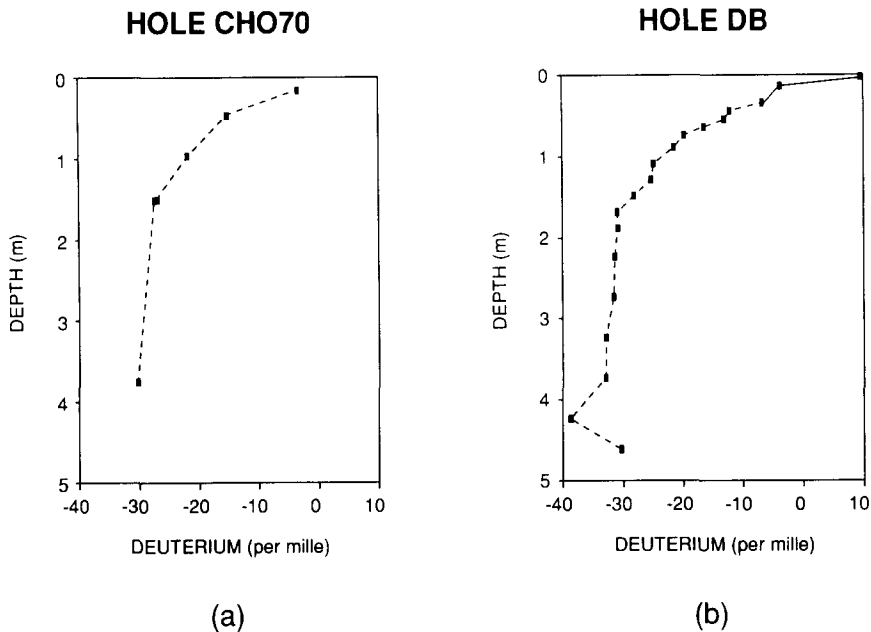 HOLE CHO70
0
1
2
3
4
5
DEPTH (m)
-40 -30 -20 -10 0 10
DEUTERIUM (per mille)
(a)
HOLE DB
0
1
2
3
4
5
DEPTH (m)
-40 -30 -20 -10 0 10
DEUTERIUM (per mille)
(b)